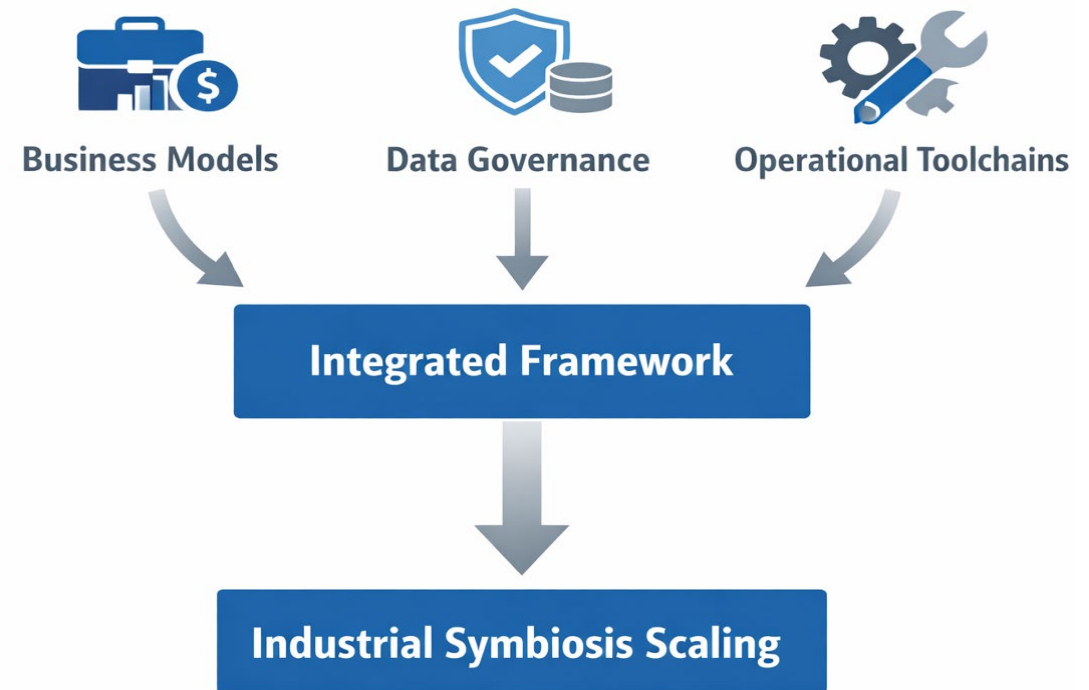 $
Business Models
Data Governance
Operational Toolchains
Integrated Framework
Industrial Symbiosis Scaling